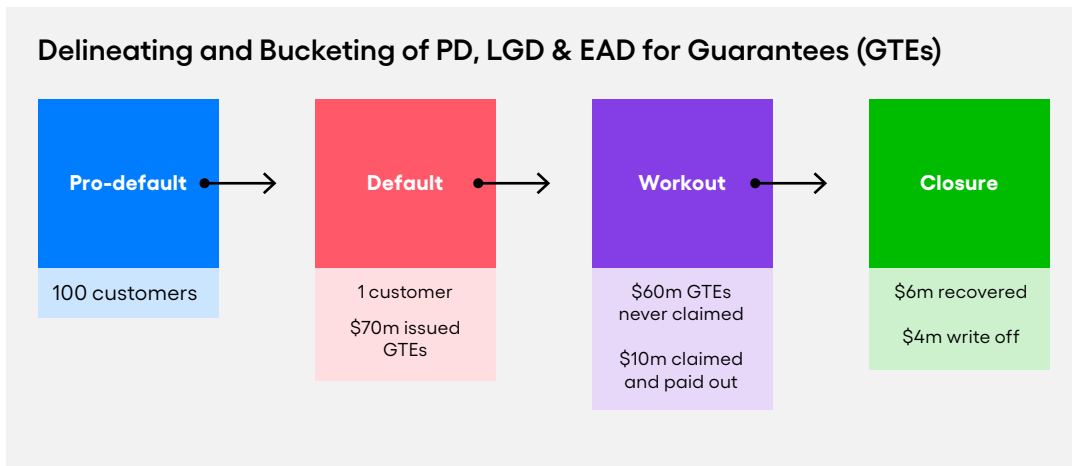 Delineating and Bucketing of PD, LGD & EAD for Guarantees (GTEs)
Pro-default
100 customers
Default
1 customer
$70m issued
GTEs
Workout
$60m GTEs
never claimed
$10m claimed
and paid out
Closure
$6m recovered
$4m write off